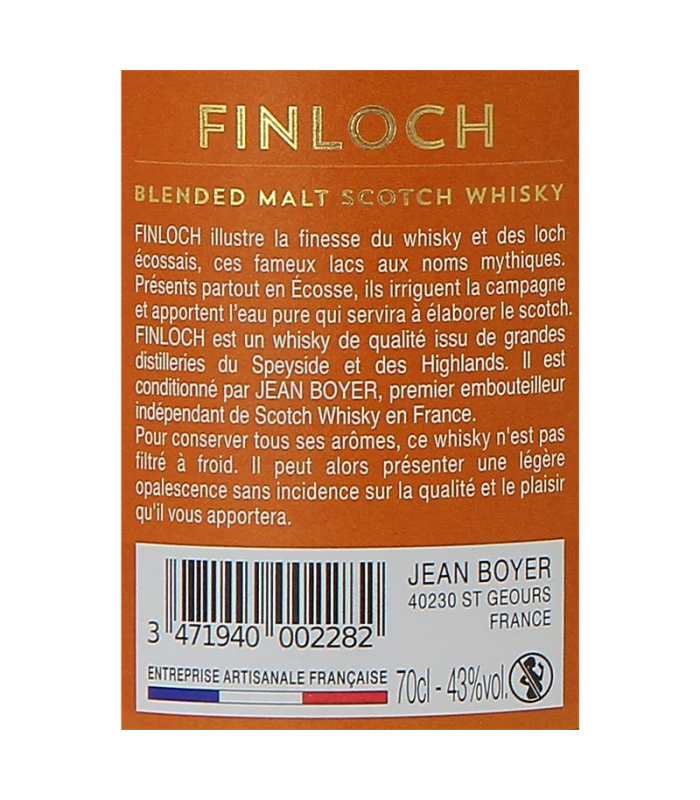 FINLOCH
BLENDED MALT SCOTCH WHISKY
FINLOCH illustre la finesse du whisky et des loch
écossais, ces fameux lacs aux noms mythiques.
Présents partout en Écosse, ils irriguent la campagne
et apportent l'eau pure qui servira à élaborer le scotch.
FINLOCH est un whisky de qualité issu de grandes
distilleries du Speyside et des Highlands. Il est
conditionné par JEAN BOYER, premier embouteilleur
indépendant de Scotch Whisky en France.
Pour conserver tous ses arômes, ce whisky n'est pas
filtré à froid. Il peut alors présenter une légère
opalescence sans incidence sur la qualité et le plaisir
qu'il vous apportera.
JEAN BOYER
40230 ST GEOURS
FRANCE
3 471940 002282
ENTREPRISE ARTISANALE FRANÇAISE
70cl - 43%vol.